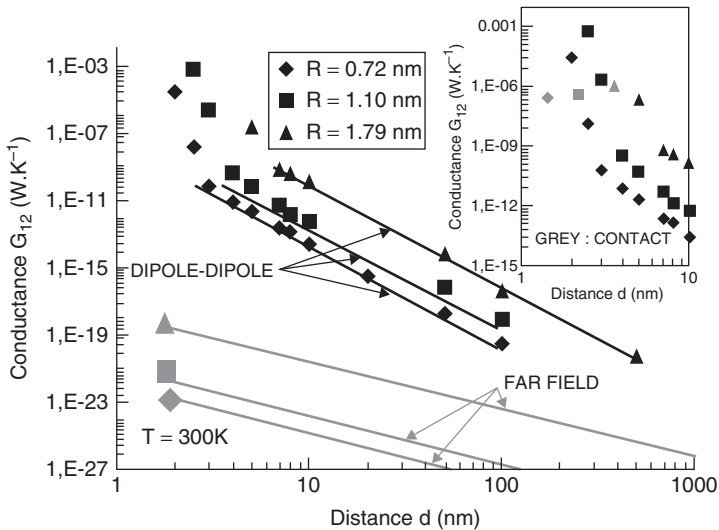 1,E−03
1,E−07
1,E−11
1,E−15
1,E−19
1,E−23
1,E−27
Conductance G12 (W.K−1)
R = 0.72 nm
R = 1.10 nm
R = 1.79 nm
DIPOLE-DIPOLE
FAR FIELD
T = 300K
1
10
100
1000
Distance d (nm)
0.001
1,E−06
1,E−09
1,E−12
1,E−15
Conductance G12 (W.K−1)
GREY : CONTACT
1
10
Distance d (nm)